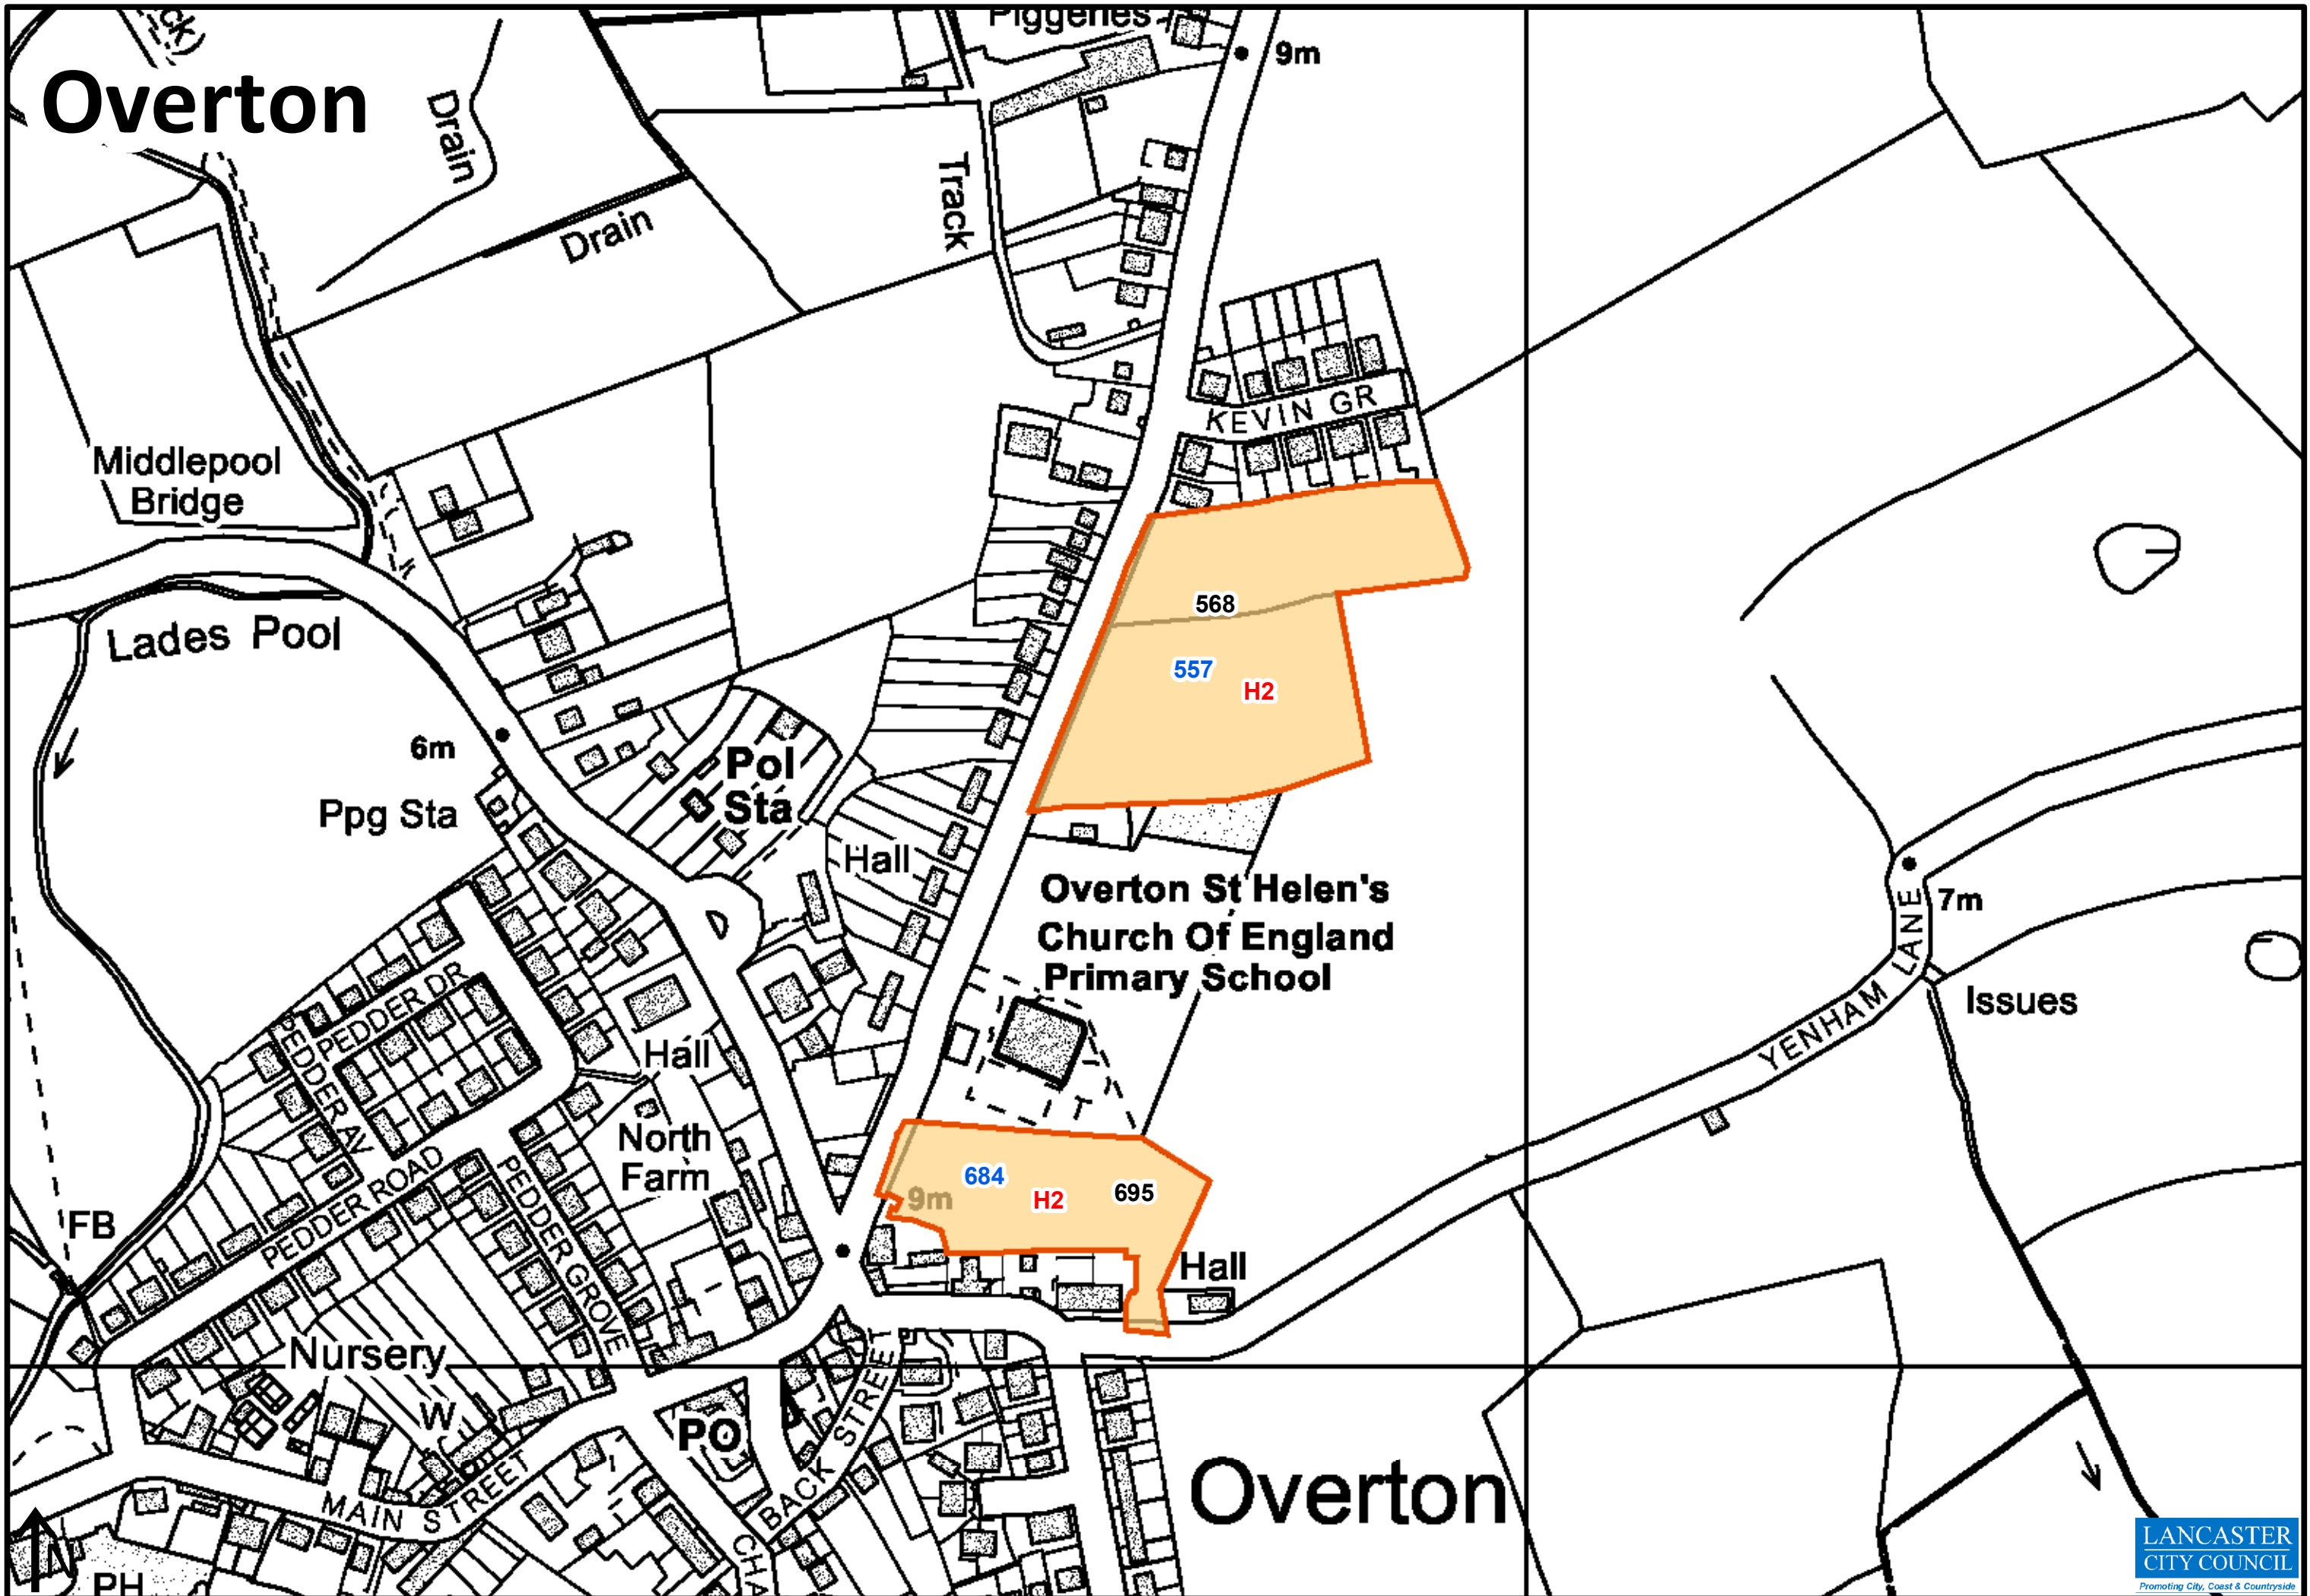 Overton
ck)
Piggeries
9m
Drain
Track
Drain
KEVIN GR
Middlepool
Bridge
568
Lades Pool
557
H2
6m
Pol
Sta
Ppg Sta
Hall
Overton St Helen's
Church Of England
Primary School
7m
YENHAM LANE
Issues
PEDDER DR
PEDDER AV
Hall
North
Farm
684
695
9m
H2
PEDDER ROAD
PEDDER GROVE
FB
Hall
Nursery
W
PO
BACK STREET
MAIN STREET
Overton
CHA
N
PH
LANCASTER
CITY COUNCIL
Promoting City, Coast & Countryside